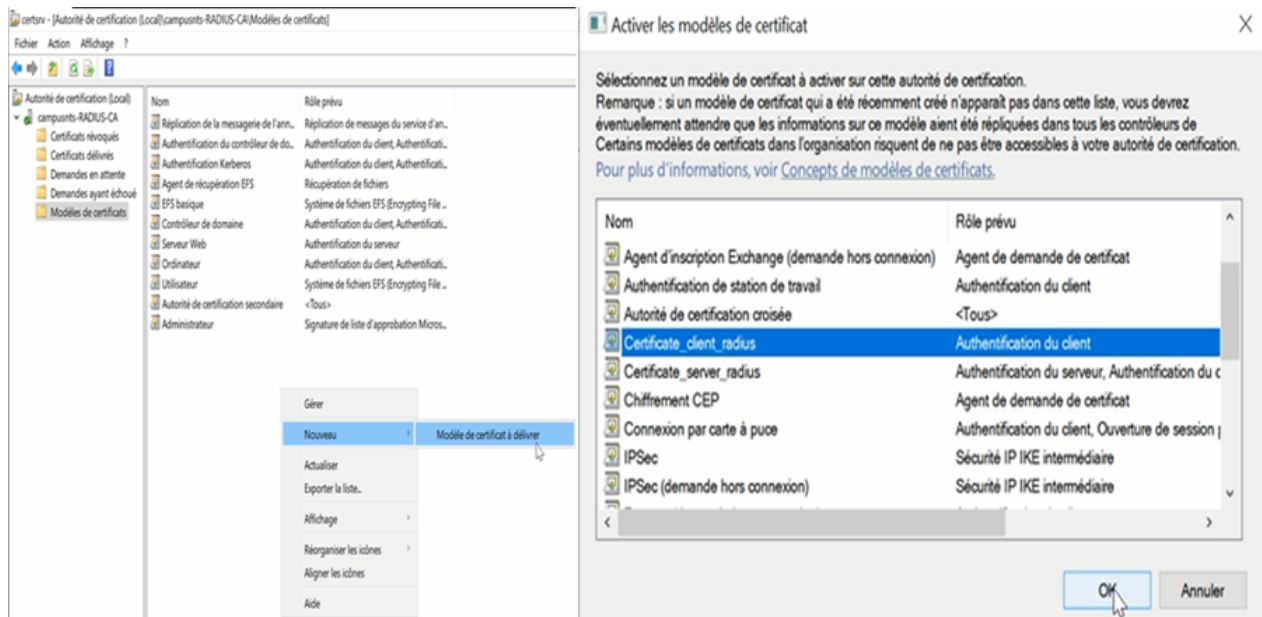 certsrv - [Autorité de certification (Local)\campusnts-RADIUS-CA\Modèles de certificats]
Fichier Action Affichage ?
Autorité de certification (Local)
campusnts-RADIUS-CA
Certificats révoqués
Certificats délivrés
Demandes en attente
Demandes ayant échoué
Modèles de certificats
Nom Rôle prévu
Réplication de la messagerie de l'ann... Réplication de messages du service d'an...
Authentification du contrôleur de do... Authentification du client, Authentificati...
Authentification Kerberos Authentification du client, Authentificati...
Agent de récupération EFS Récupération de fichiers
EFS basique Système de fichiers EFS (Encrypting File ...
Contrôleur de domaine Authentification du client, Authentificati...
Serveur Web Authentification du serveur
Ordinateur Authentification du client, Authentificati...
Utilisateur Système de fichiers EFS (Encrypting File ...
Autorité de certification secondaire <Tous>
Administrateur Signature de liste d'approbation Micros...
Gérer
Nouveau Modèle de certificat à délivrer
Actualiser
Exporter la liste...
Affichage
Réorganiser les icônes
Aligner les icônes
Aide
Activer les modèles de certificat
Sélectionnez un modèle de certificat à activer sur cette autorité de certification.
Remarque : si un modèle de certificat qui a été récemment créé n'apparaît pas dans cette liste, vous devrez
éventuellement attendre que les informations sur ce modèle aient été répliquées dans tous les contrôleurs de
Certains modèles de certificats dans l'organisation risquent de ne pas être accessibles à votre autorité de certification.
Pour plus d'informations, voir Concepts de modèles de certificats.
Nom Rôle prévu
Agent d'inscription Exchange (demande hors connexion) Agent de demande de certificat
Authentification de station de travail Authentification du client
Autorité de certification croisée <Tous>
Certificate_client_radius Authentification du client
Certificate_server_radius Authentification du serveur, Authentification du c
Chiffrement CEP Agent de demande de certificat
Connexion par carte à puce Authentification du client, Ouverture de session
IPSec Sécurité IP IKE intermédiaire
IPSec (demande hors connexion) Sécurité IP IKE intermédiaire
OK Annuler